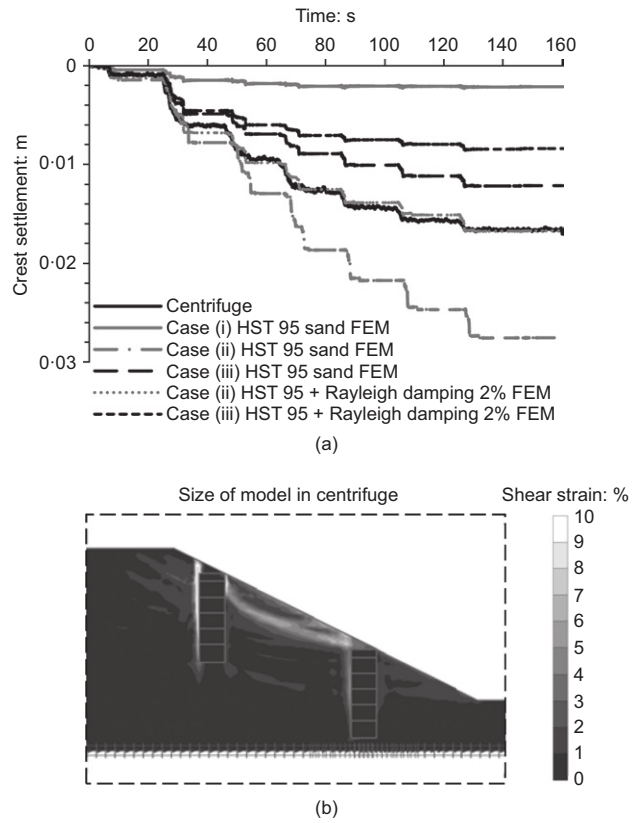 Time: s
0 20 40 60 80 100 120 140 160
0
0·01
0·02
0·03
Crest settlement: m
Centrifuge
Case (i) HST 95 sand FEM
Case (ii) HST 95 sand FEM
Case (iii) HST 95 sand FEM
Case (ii) HST 95 + Rayleigh damping 2% FEM
Case (iii) HST 95 + Rayleigh damping 2% FEM
(a)
Size of model in centrifuge
Shear strain: %
10
9
8
7
6
5
4
3
2
1
0
(b)